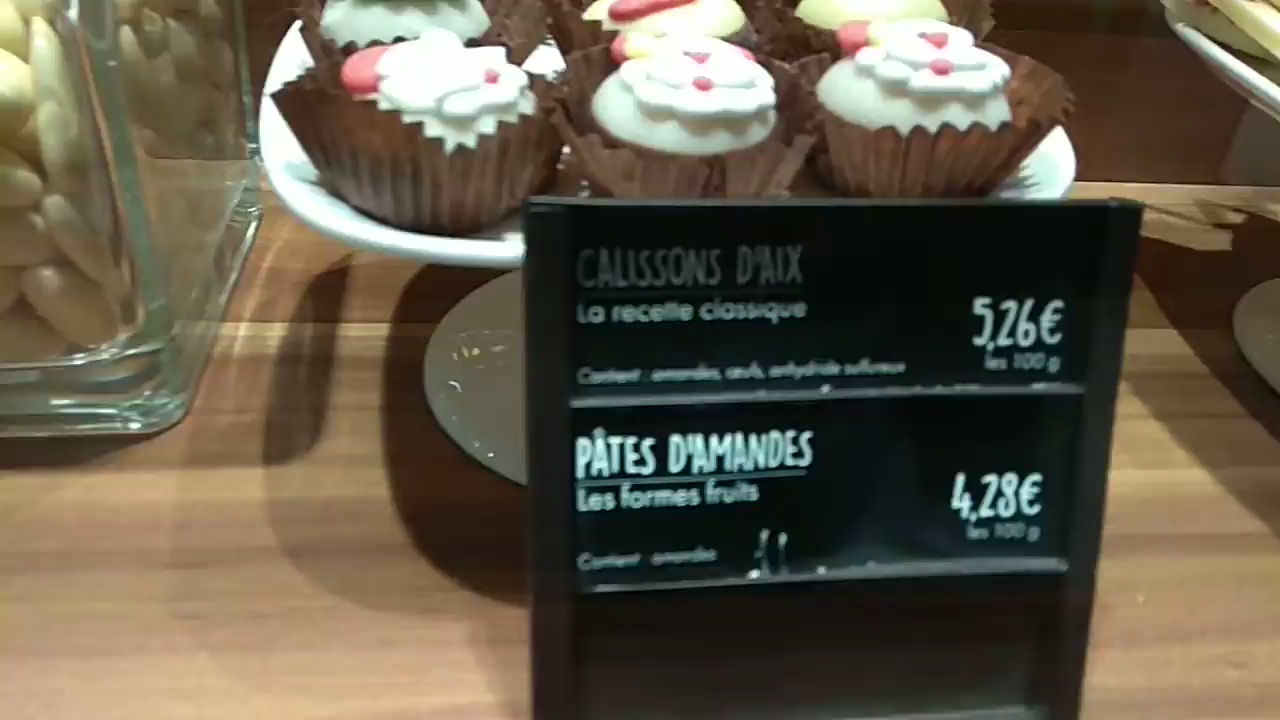 CALISSONS D'AIX
La recette classique
5,26€
les 100 g
Contient : amandes, œufs, anhydride sulfureux
PÂTES D'AMANDES
Les formes fruits
4,28€
les 100 g
Contient : amandes